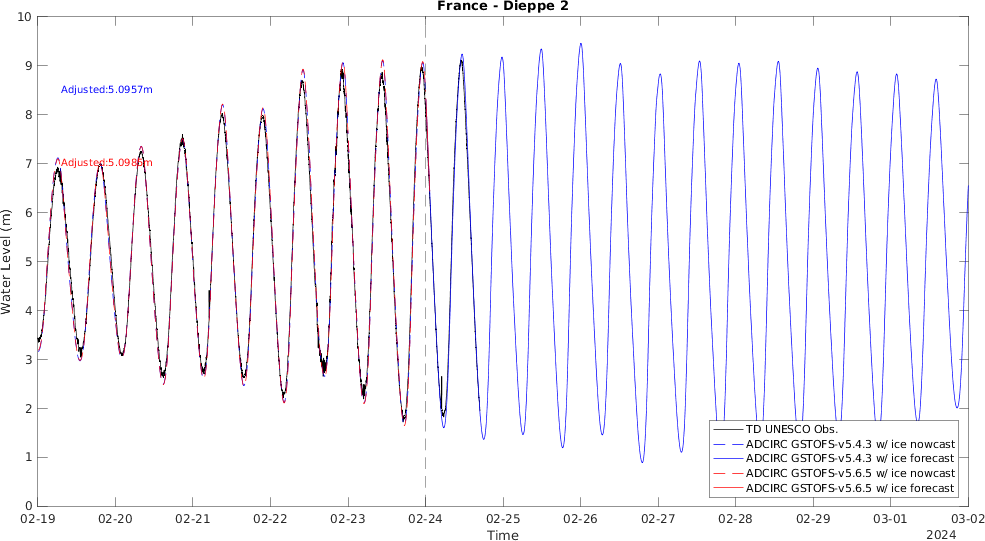 France - Dieppe 2
10
9
8
7
6
5
4
3
2
1
0
Water Level (m)
Adjusted:5.0957m
Adjusted:5.0986m
TD UNESCO Obs.
ADCIRC GSTOFS-v5.4.3 w/ ice nowcast
ADCIRC GSTOFS-v5.4.3 w/ ice forecast
ADCIRC GSTOFS-v5.6.5 w/ ice nowcast
ADCIRC GSTOFS-v5.6.5 w/ ice forecast
02-19 02-20 02-21 02-22 02-23 02-24 02-25 02-26 02-27 02-28 02-29 03-01 03-02
Time
2024